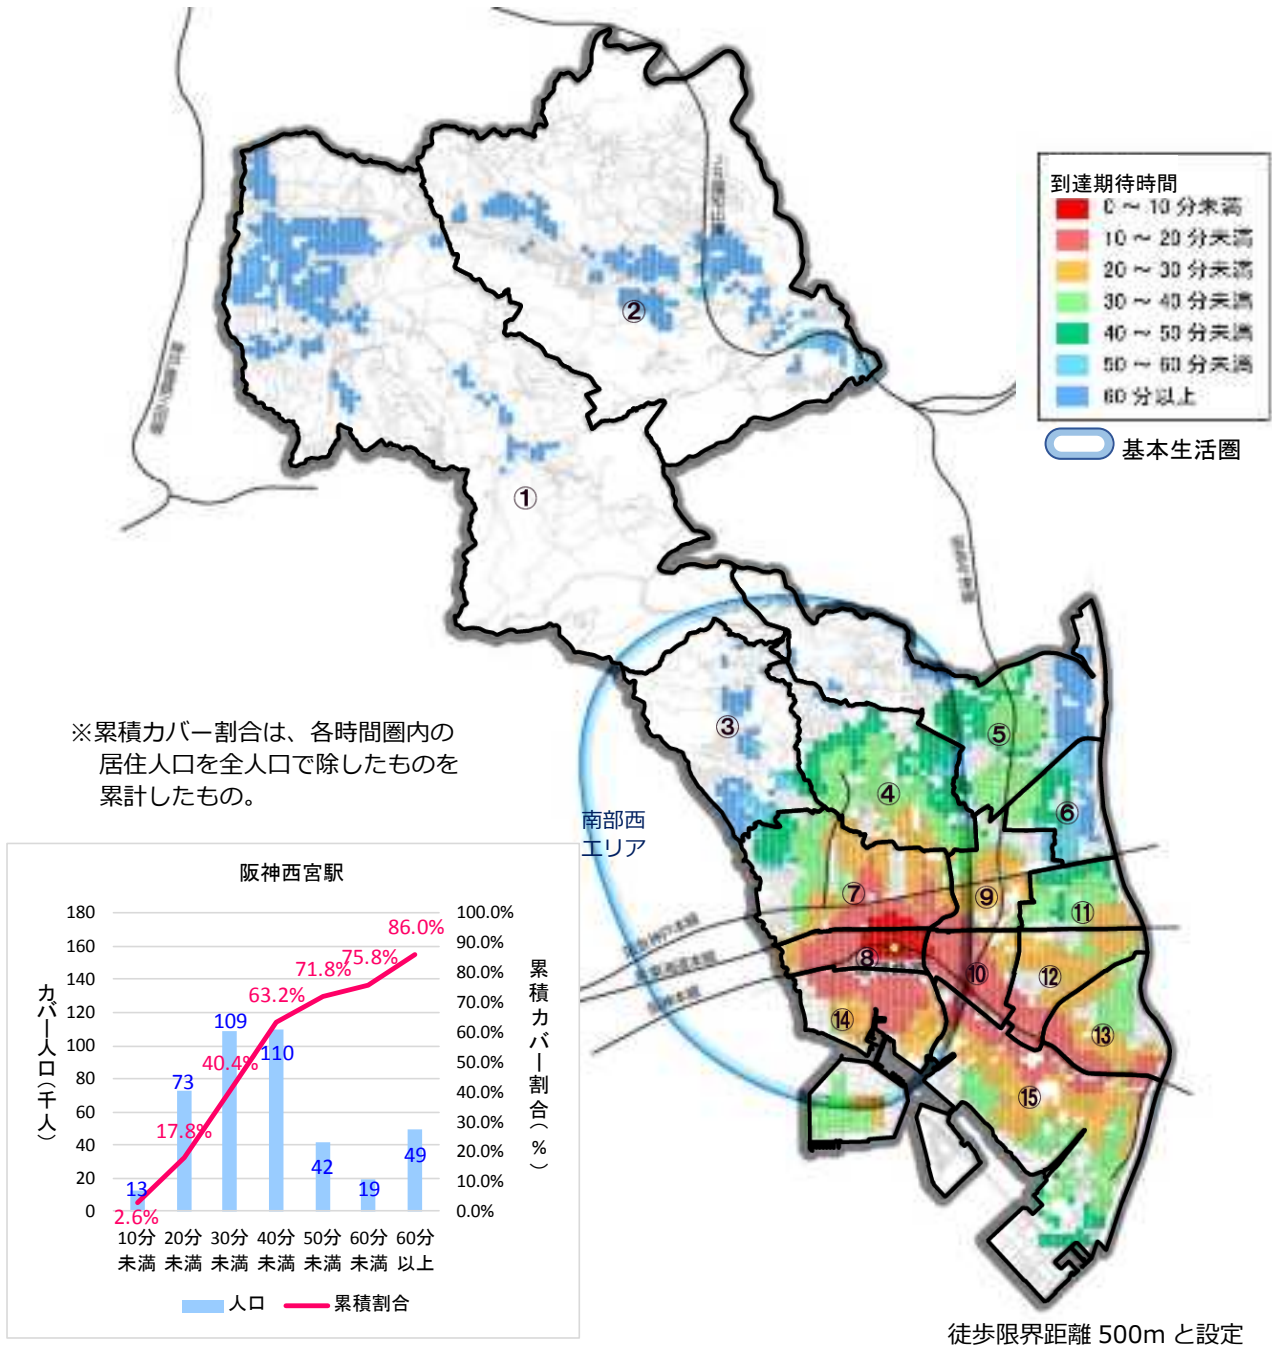 到達期待時間
0 ~ 10 分未満
10 ~ 20 分未満
20 ~ 30 分未満
30 ~ 40 分未満
40 ~ 50 分未満
50 ~ 60 分未満
60 分以上
基本生活圏
②
①
③
⑤
④
⑥
⑦
⑨
⑪
⑧
⑩
⑫
⑭
⑬
⑮
南部西
エリア
※累積カバー割合は、各時間圏内の
居住人口を全人口で除したものを
累計したもの。
阪神西宮駅
カバー人口(千人)
累積カバー割合(%)
180
160
140
120
100
80
60
40
20
0
100.0%
90.0%
80.0%
70.0%
60.0%
50.0%
40.0%
30.0%
20.0%
10.0%
0.0%
13
73
109
110
42
19
49
2.6%
17.8%
40.4%
63.2%
71.8%
75.8%
86.0%
10分 20分 30分 40分 50分 60分 60分
未満 未満 未満 未満 未満 未満 以上
人口 累積割合
徒歩限界距離 500m と設定